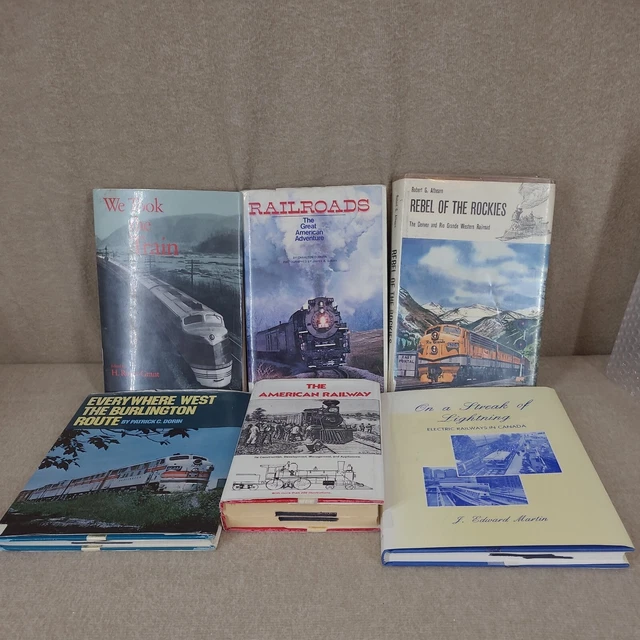 We Took
the
Train
RAILROADS
The
Great
American
Adventure
Robert G. Athearn
REBEL OF THE ROCKIES
The Denver and Rio Grande Western Railroad
EVERYWHERE WEST
THE BURLINGTON
ROUTE BY PATRICK C. DORIN
THE
AMERICAN RAILWAY
On a Streak of
Lightning
ELECTRIC RAILWAYS IN CANADA
J. Edward Martin